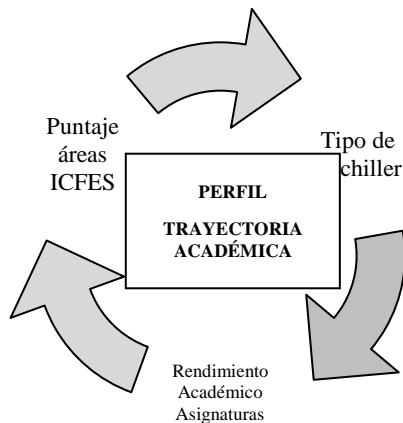 Puntaje
áreas
ICFES
Tipo de
chiller
PERFIL
TRAYECTORIA
ACADÉMICA
Rendimiento
Académico
Asignaturas